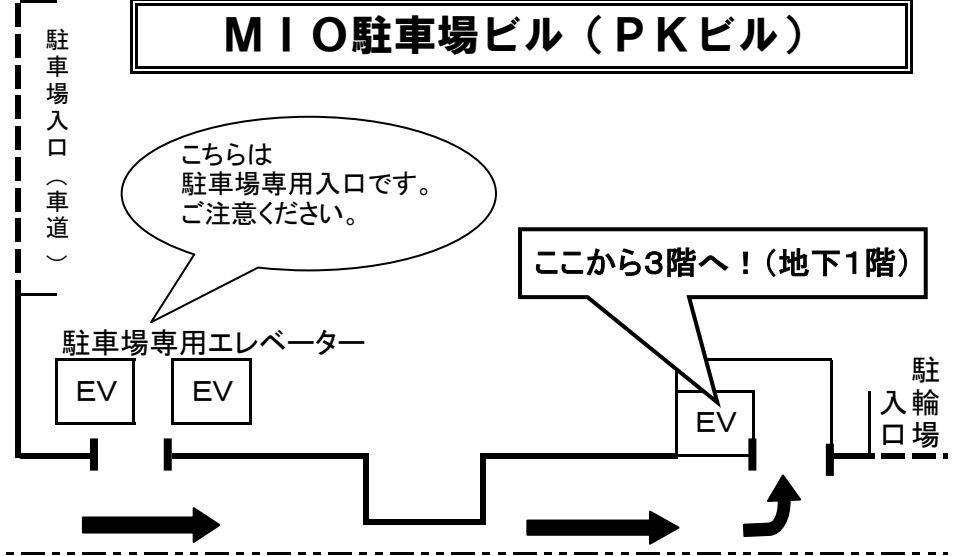 MIO駐車場ビル(PKビル)
駐車場入口(車道)
こちらは
駐車場専用入口です。
ご注意ください。
ここから3階へ!(地下1階)
駐車場専用エレベーター
EV
EV
EV
駐輪場
入口